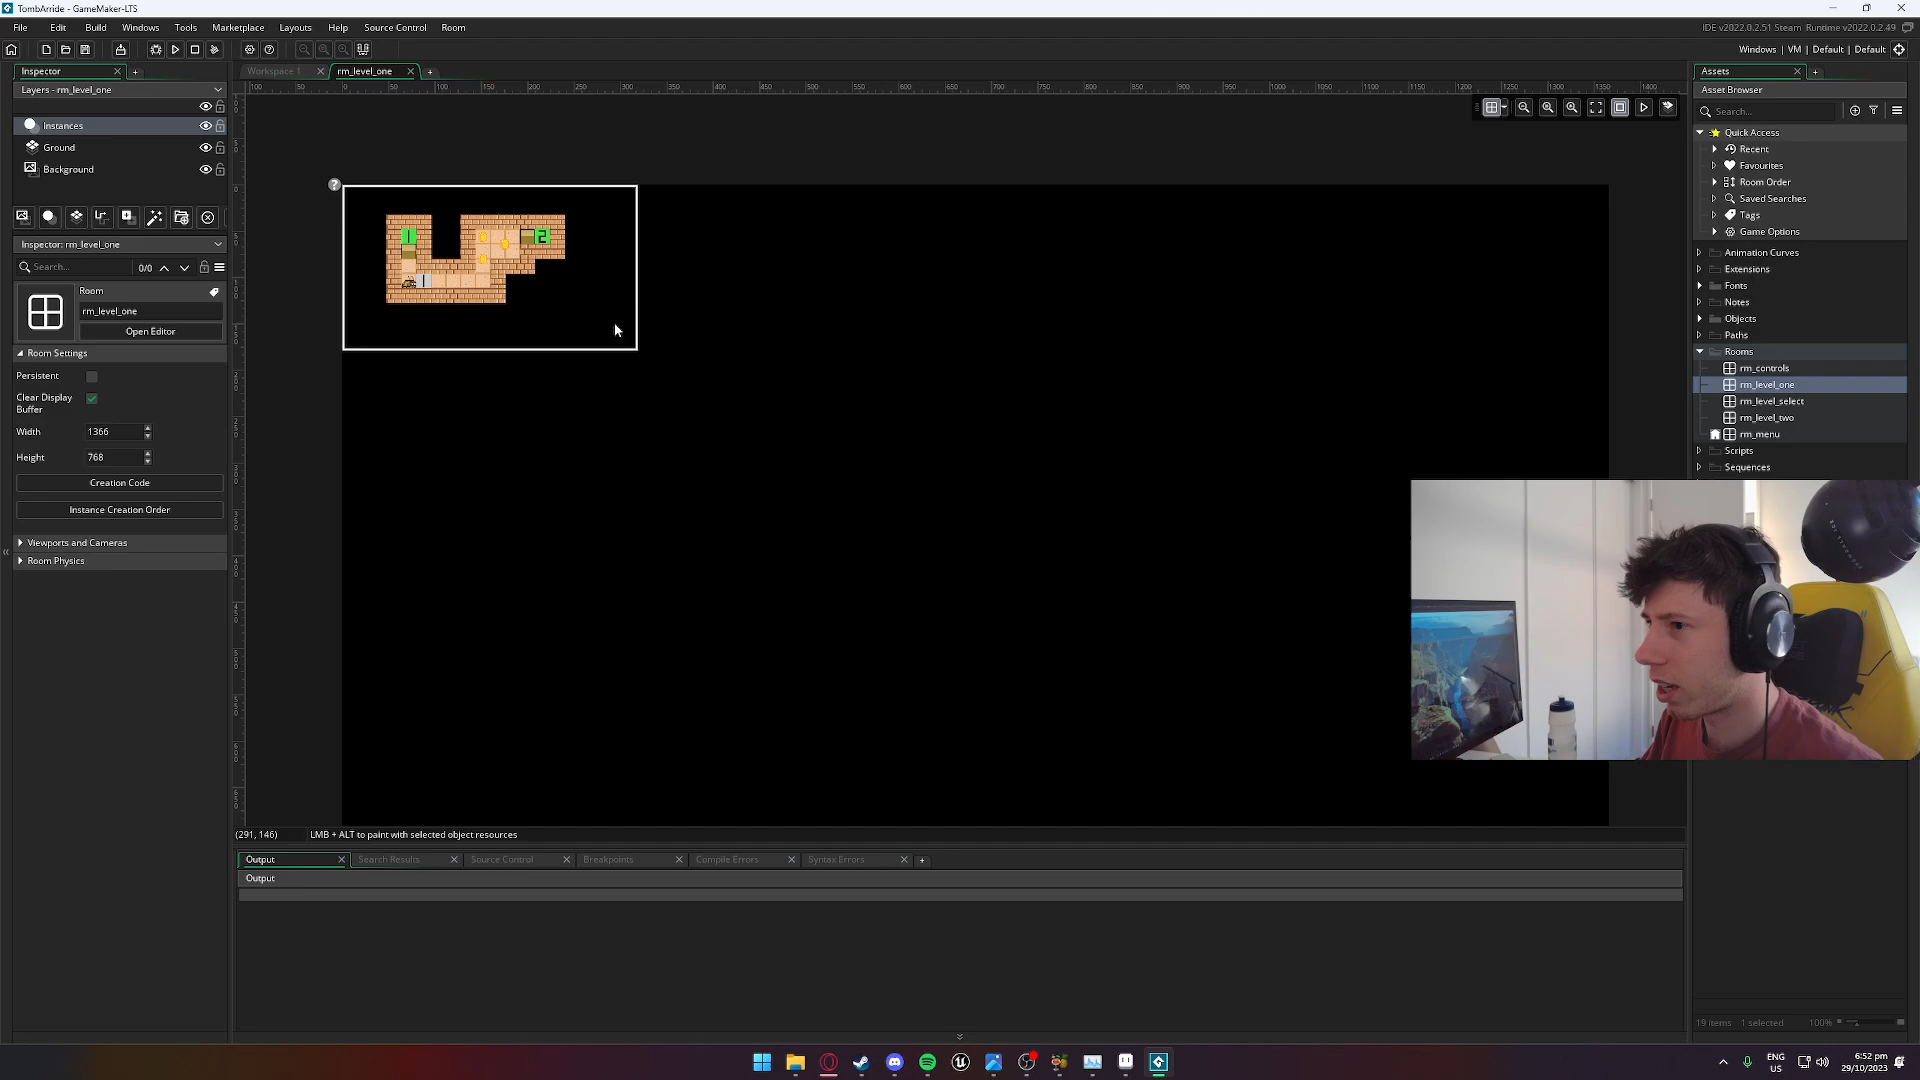 TombArride - GameMaker-LTS
File Edit Build Windows Tools Marketplace Layouts Help Source Control Room
IDE v2022.0.2.51 Steam Runtime v2022.0.2.49
Windows | VM | Default | Default
Inspector
Workspace 1
rm_level_one
Assets
Layers - rm_level_one
Asset Browser
Search...
Instances
Ground
Background
Quick Access
Recent
Favourites
Room Order
Saved Searches
Tags
Game Options
Animation Curves
Extensions
Fonts
Notes
Objects
Paths
Rooms
rm_controls
rm_level_one
rm_level_select
rm_level_two
rm_menu
Scripts
Sequences
Inspector: rm_level_one
Search... 0/0
Room
rm_level_one
Open Editor
Room Settings
Persistent
Clear Display
Buffer
Width 1366
Height 768
Creation Code
Instance Creation Order
Viewports and Cameras
Room Physics
1
2
1
(291, 146) LMB + ALT to paint with selected object resources
Output Search Results Source Control Breakpoints Compile Errors Syntax Errors
Output
19 items 1 selected 100%
ENG
US
6:52 pm
29/10/2023